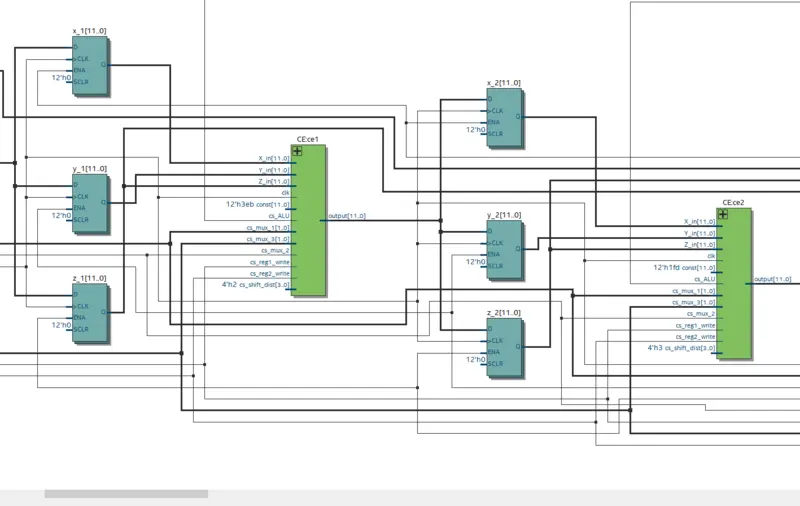 x_1[11..0]
D
CLK
ENA
12'h0
SCLR
Q
y_1[11..0]
D
CLK
ENA
12'h0
SCLR
Q
z_1[11..0]
D
CLK
ENA
12'h0
SCLR
Q
CE:ce1
X_in[11..0]
Y_in[11..0]
Z_in[11..0]
clk
12'h3eb const[11..0]
cs_ALU
cs_mux_1[1..0]
cs_mux_3[1..0]
cs_mux_2
cs_reg1_write
cs_reg2_write
4'h2 cs_shift_dist[3..0]
output[11..0]
x_2[11..0]
D
CLK
ENA
12'h0
SCLR
Q
y_2[11..0]
D
CLK
ENA
12'h0
SCLR
Q
z_2[11..0]
D
CLK
ENA
12'h0
SCLR
Q
CE:ce2
X_in[11..0]
Y_in[11..0]
Z_in[11..0]
clk
12'h1fd const[11..0]
cs_ALU
cs_mux_1[1..0]
cs_mux_3[1..0]
cs_mux_2
cs_reg1_write
cs_reg2_write
4'h3 cs_shift_dist[3..0]
output[11..0]